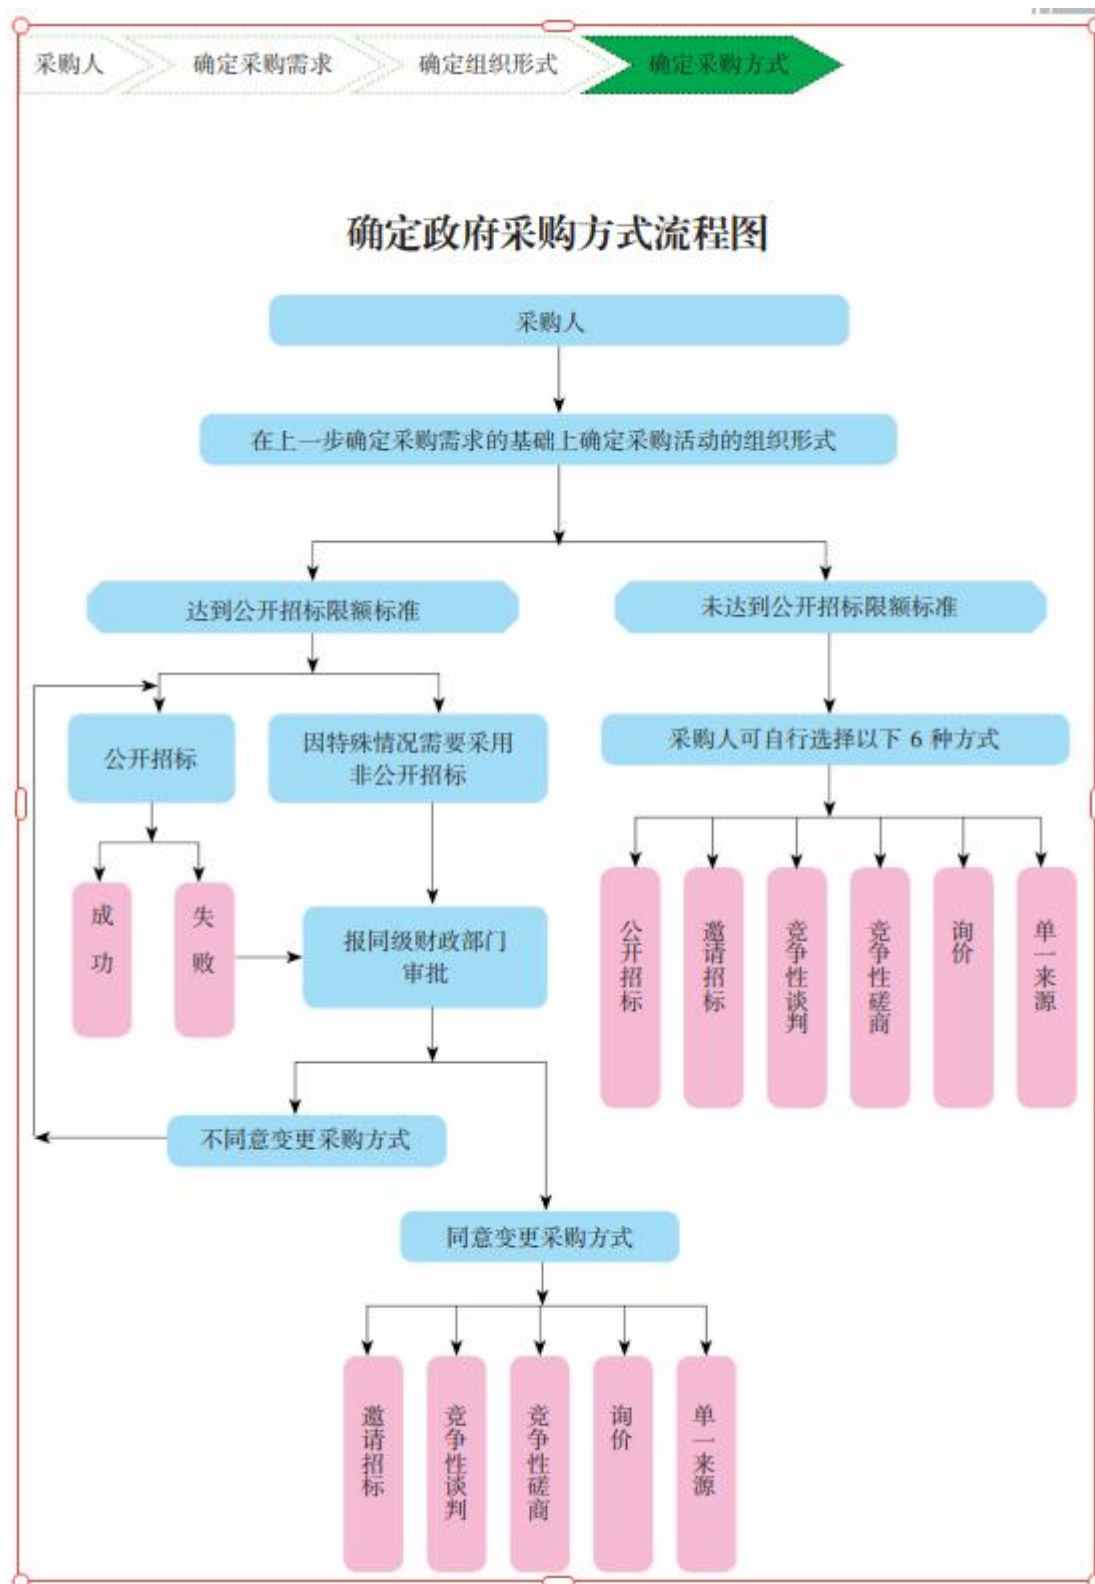 采购人
确定采购需求
确定组织形式
确定采购方式
确定政府采购方式流程图
采购人
在上一步确定采购需求的基础上确定采购活动的组织形式
达到公开招标限额标准
未达到公开招标限额标准
公开招标
因特殊情况需要采用
非公开招标
采购人可自行选择以下 6 种方式
成功
失败
报同级财政部门
审批
公开招标
邀请招标
竞争性谈判
竞争性磋商
询价
单一来源
不同意变更采购方式
同意变更采购方式
邀请招标
竞争性谈判
竞争性磋商
询价
单一来源